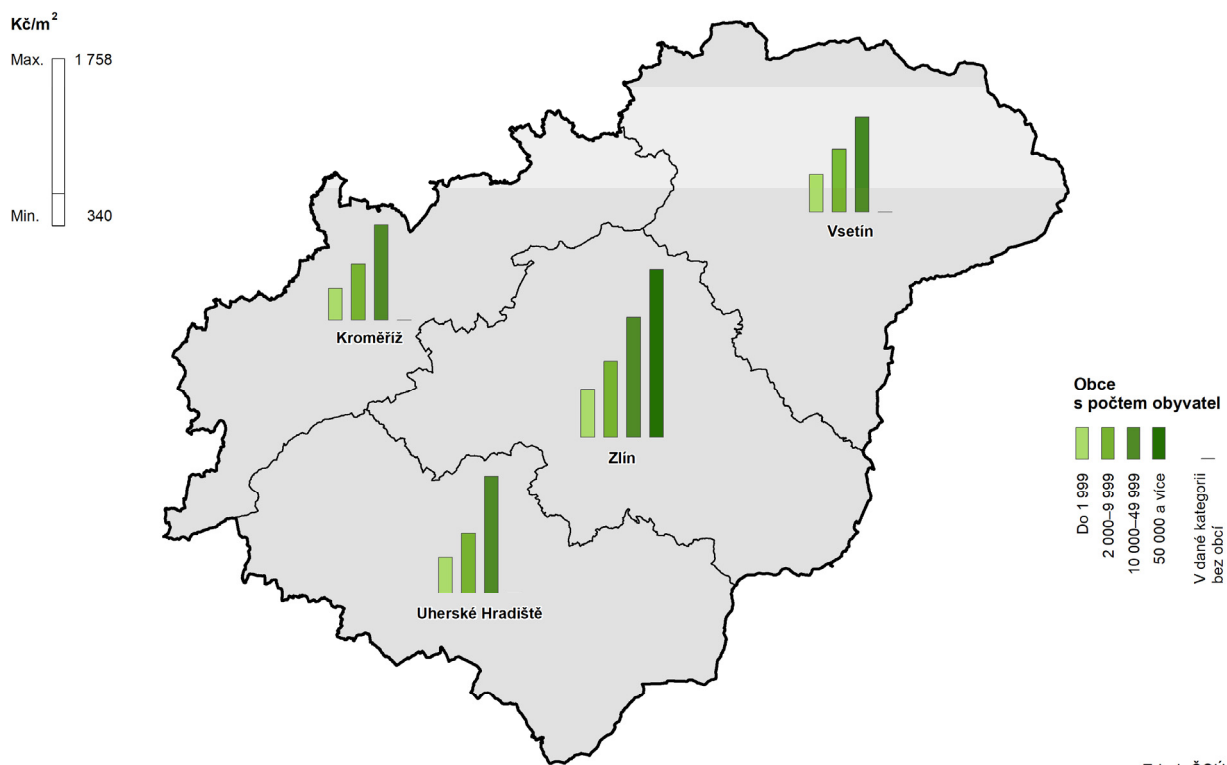 Kč/m²
Max. 1 758
Min. 340
Vsetín
Kroměříž
Zlín
Uherské Hradiště
Obce
s počtem obyvatel
Do 1 999
2 000–9 999
10 000–49 999
50 000 a více
V dané kategorii
bez obcí